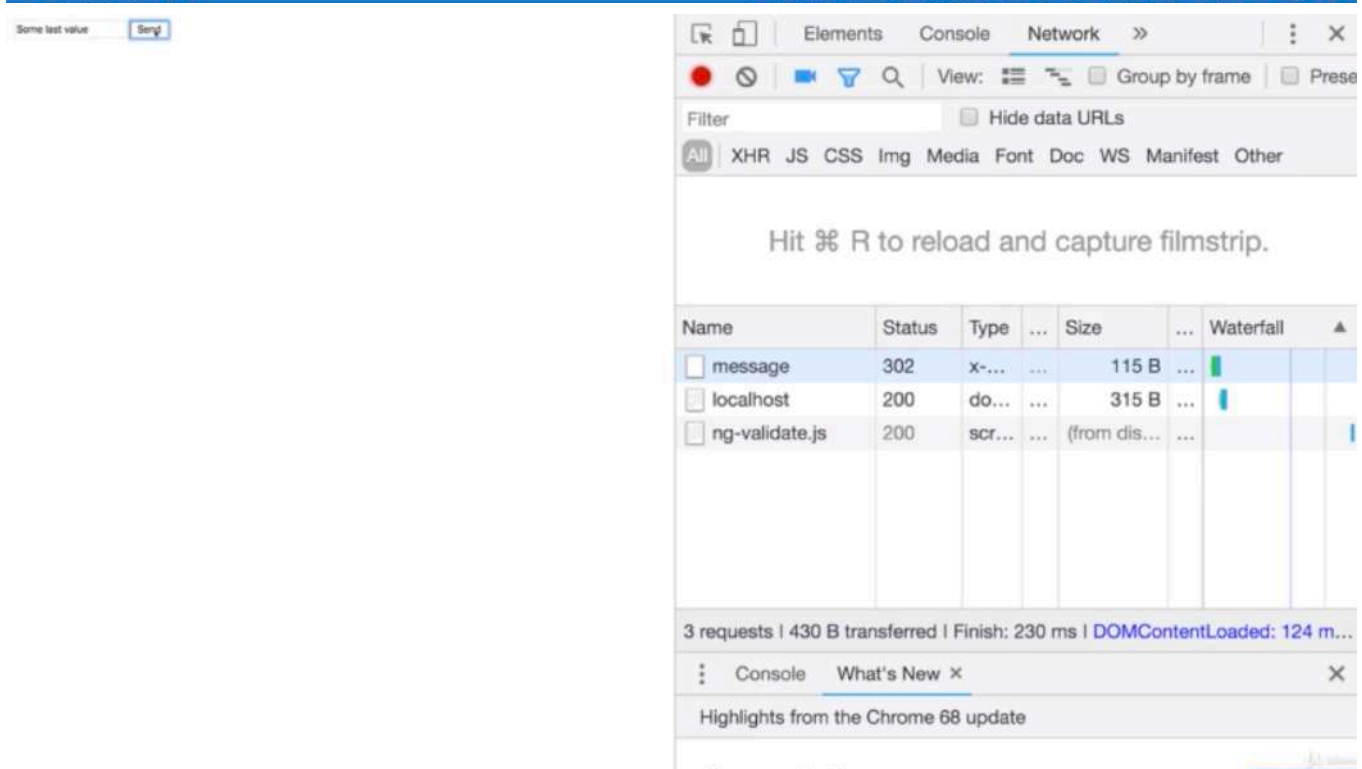 Some last value Send
Elements Console Network »
View: Group by frame Prese
Filter Hide data URLs
All XHR JS CSS Img Media Font Doc WS Manifest Other
Hit ⌘ R to reload and capture filmstrip.
Name Status Type ... Size ... Waterfall
message 302 x-... ... 115 B ...
localhost 200 do... ... 315 B ...
ng-validate.js 200 scr... ... (from dis... ...
3 requests | 430 B transferred | Finish: 230 ms | DOMContentLoaded: 124 m...
Console What's New ×
Highlights from the Chrome 68 update